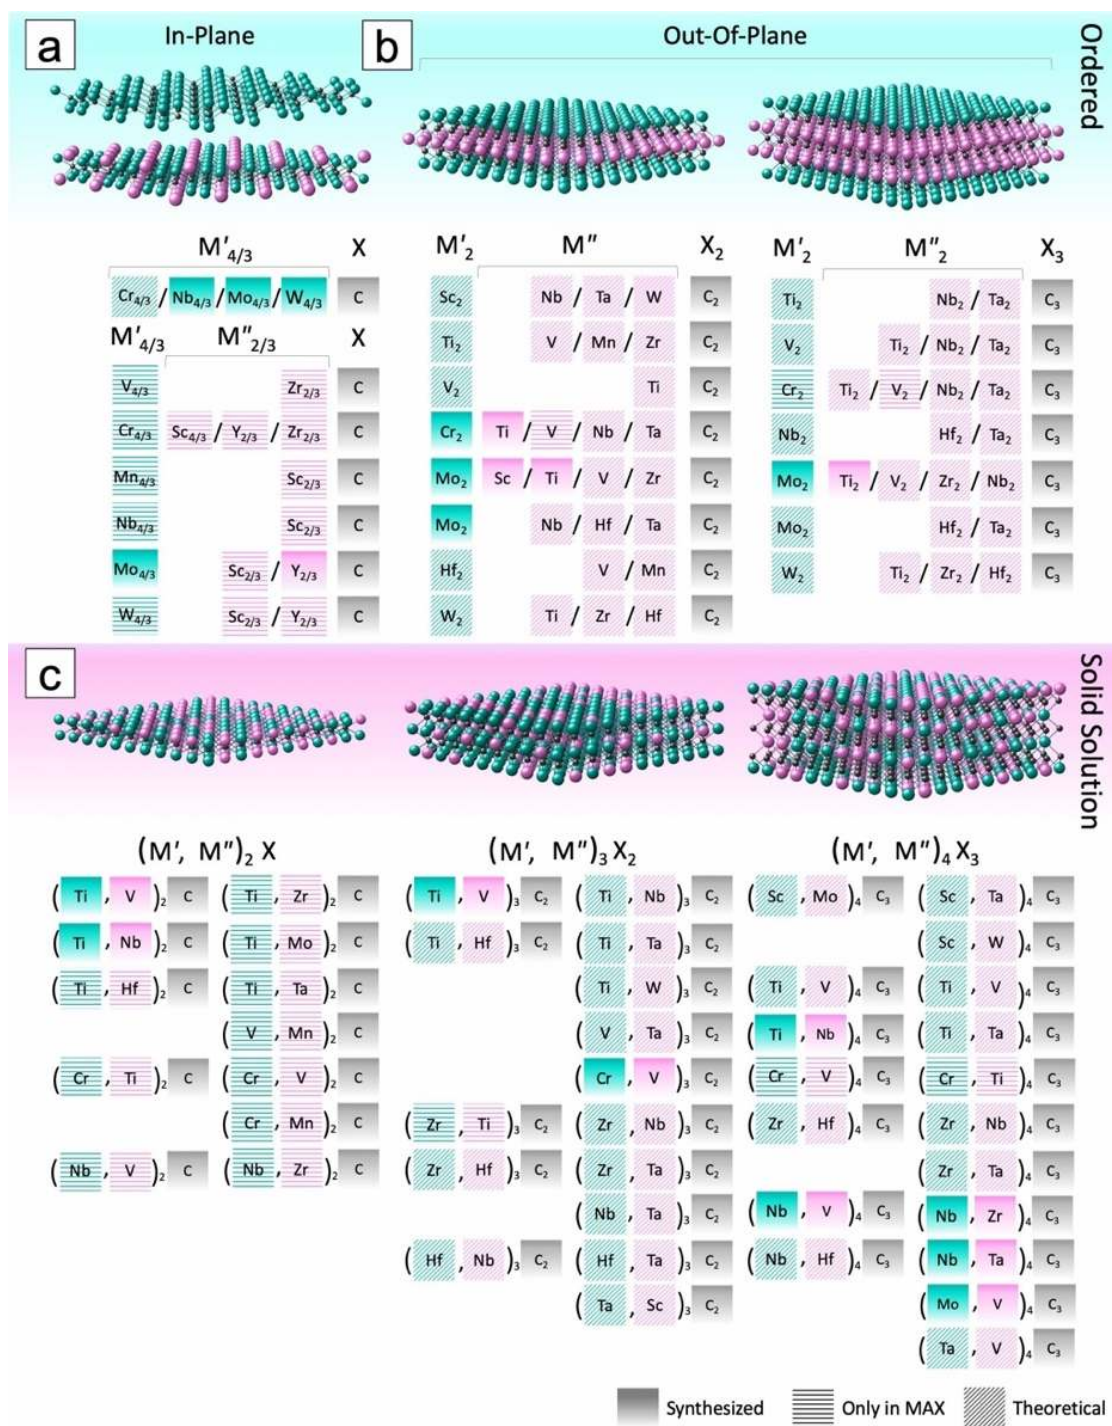 a
In-Plane
b
Out-Of-Plane
Ordered
M′4/3 X
Cr4/3 / Nb4/3 / Mo4/3 / W4/3 C
M′4/3 M″2/3 X
V4/3 Zr2/3 C
Cr4/3 Sc4/3 / Y2/3 / Zr2/3 C
Mn4/3 Sc2/3 C
Nb4/3 Sc2/3 C
Mo4/3 Sc2/3 / Y2/3 C
W4/3 Sc2/3 / Y2/3 C
M′2 M″ X2
Sc2 Nb / Ta / W C2
Ti2 V / Mn / Zr C2
V2 Ti C2
Cr2 Ti / V / Nb / Ta C2
Mo2 Sc / Ti / V / Zr C2
Mo2 Nb / Hf / Ta C2
Hf2 V / Mn C2
W2 Ti / Zr / Hf C2
M′2 M″2 X3
Ti2 Nb2 / Ta2 C3
V2 Ti2 / Nb2 / Ta2 C3
Cr2 Ti2 / V2 / Nb2 / Ta2 C3
Nb2 Hf2 / Ta2 C3
Mo2 Ti2 / V2 / Zr2 / Nb2 C3
Mo2 Hf2 / Ta2 C3
W2 Ti2 / Zr2 / Hf2 C3
c
Solid Solution
(M′, M″)2 X
(Ti, V)2 C (Ti, Zr)2 C
(Ti, Nb)2 C (Ti, Mo)2 C
(Ti, Hf)2 C (Ti, Ta)2 C
(V, Mn)2 C
(Cr, Ti)2 C (Cr, V)2 C
(Cr, Mn)2 C
(Nb, V)2 C (Nb, Zr)2 C
(M′, M″)3 X2
(Ti, V)3 C2 (Ti, Nb)3 C2
(Ti, Hf)3 C2 (Ti, Ta)3 C2
(Ti, W)3 C2
(V, Ta)3 C2
(Cr, V)3 C2
(Zr, Ti)3 C2 (Zr, Nb)3 C2
(Zr, Hf)3 C2 (Zr, Ta)3 C2
(Nb, Ta)3 C2
(Hf, Nb)3 C2 (Hf, Ta)3 C2
(Ta, Sc)3 C2
(M′, M″)4 X3
(Sc, Mo)4 C3 (Sc, Ta)4 C3
(Sc, W)4 C3
(Ti, V)4 C3 (Ti, V)4 C3
(Ti, Nb)4 C3 (Ti, Ta)4 C3
(Cr, V)4 C3 (Cr, Ti)4 C3
(Zr, Hf)4 C3 (Zr, Nb)4 C3
(Zr, Ta)4 C3
(Nb, V)4 C3 (Nb, Zr)4 C3
(Nb, Hf)4 C3 (Nb, Ta)4 C3
(Mo, V)4 C3
(Ta, V)4 C3
Synthesized Only in MAX Theoretical